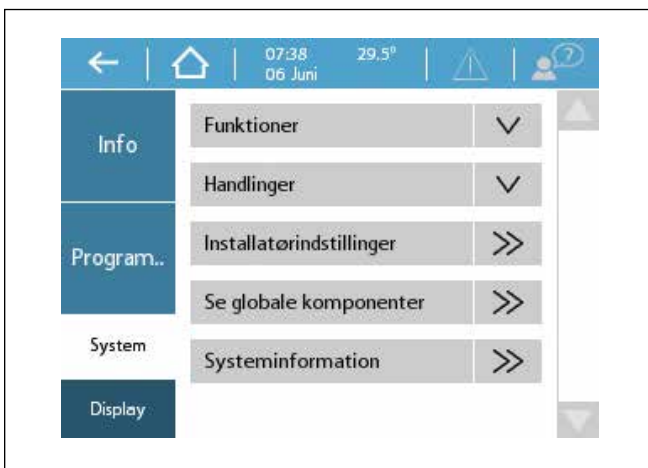 07:38 29.5°
06 Juni
?
Info
Program..
System
Display
Funktioner
Handlinger
Installatørindstillinger
Se globale komponenter
Systeminformation